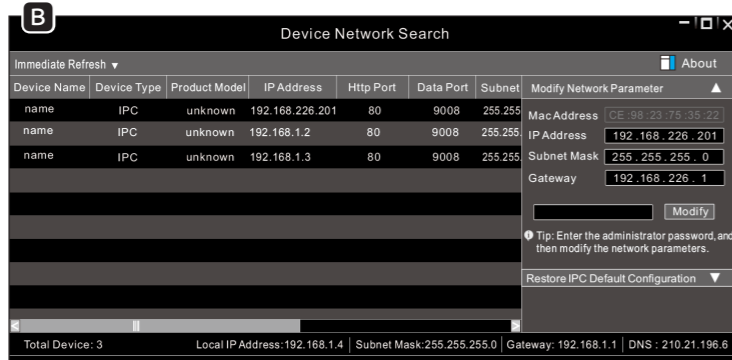 B
Device Network Search
Immediate Refresh ▼ About
Device Name Device Type Product Model IP Address Http Port Data Port Subnet Modify Network Parameter ▲
name IPC unknown 192.168.226.201 80 9008 255.255
name IPC unknown 192.168.1.2 80 9008 255.255.
name IPC unknown 192.168.1.3 80 9008 255.255.
Mac Address CE:98:23:75:35:22
IP Address 192.168.226.201
Subnet Mask 255.255.255.0
Gateway 192.168.226.1
Modify
Tip: Enter the administrator password, and
then modify the network parameters.
Restore IPC Default Configuration ▼
Total Device: 3 Local IP Address:192.168.1.4 Subnet Mask:255.255.255.0 Gateway: 192.168.1.1 DNS : 210.21.196.6